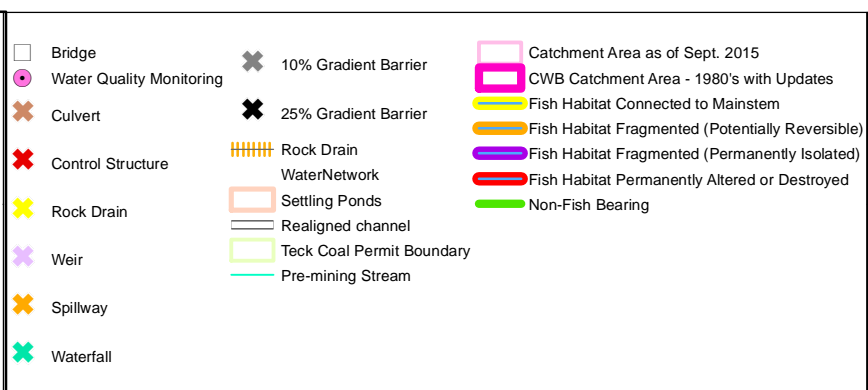 Bridge
Water Quality Monitoring
Culvert
Control Structure
Rock Drain
Weir
Spillway
Waterfall
10% Gradient Barrier
25% Gradient Barrier
Rock Drain
WaterNetwork
Settling Ponds
Realigned channel
Teck Coal Permit Boundary
Pre-mining Stream
Catchment Area as of Sept. 2015
CWB Catchment Area - 1980's with Updates
Fish Habitat Connected to Mainstem
Fish Habitat Fragmented (Potentially Reversible)
Fish Habitat Fragmented (Permanently Isolated)
Fish Habitat Permanently Altered or Destroyed
Non-Fish Bearing